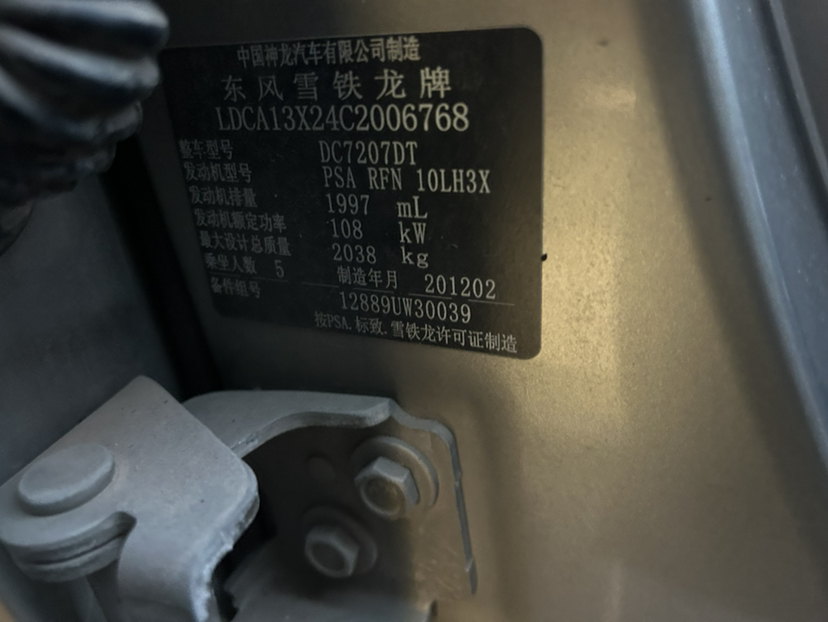 中国神龙汽车有限公司制造
东风雪铁龙牌
LDCA13X24C2006768
整车型号 DC7207DT
发动机型号 PSA RFN 10LH3X
发动机排量 1997 mL
发动机额定功率 108 kW
最大设计总质量 2038 kg
乘坐人数 5 制造年月 201202
备件组号 12889UW30039
按PSA.标致.雪铁龙许可证制造